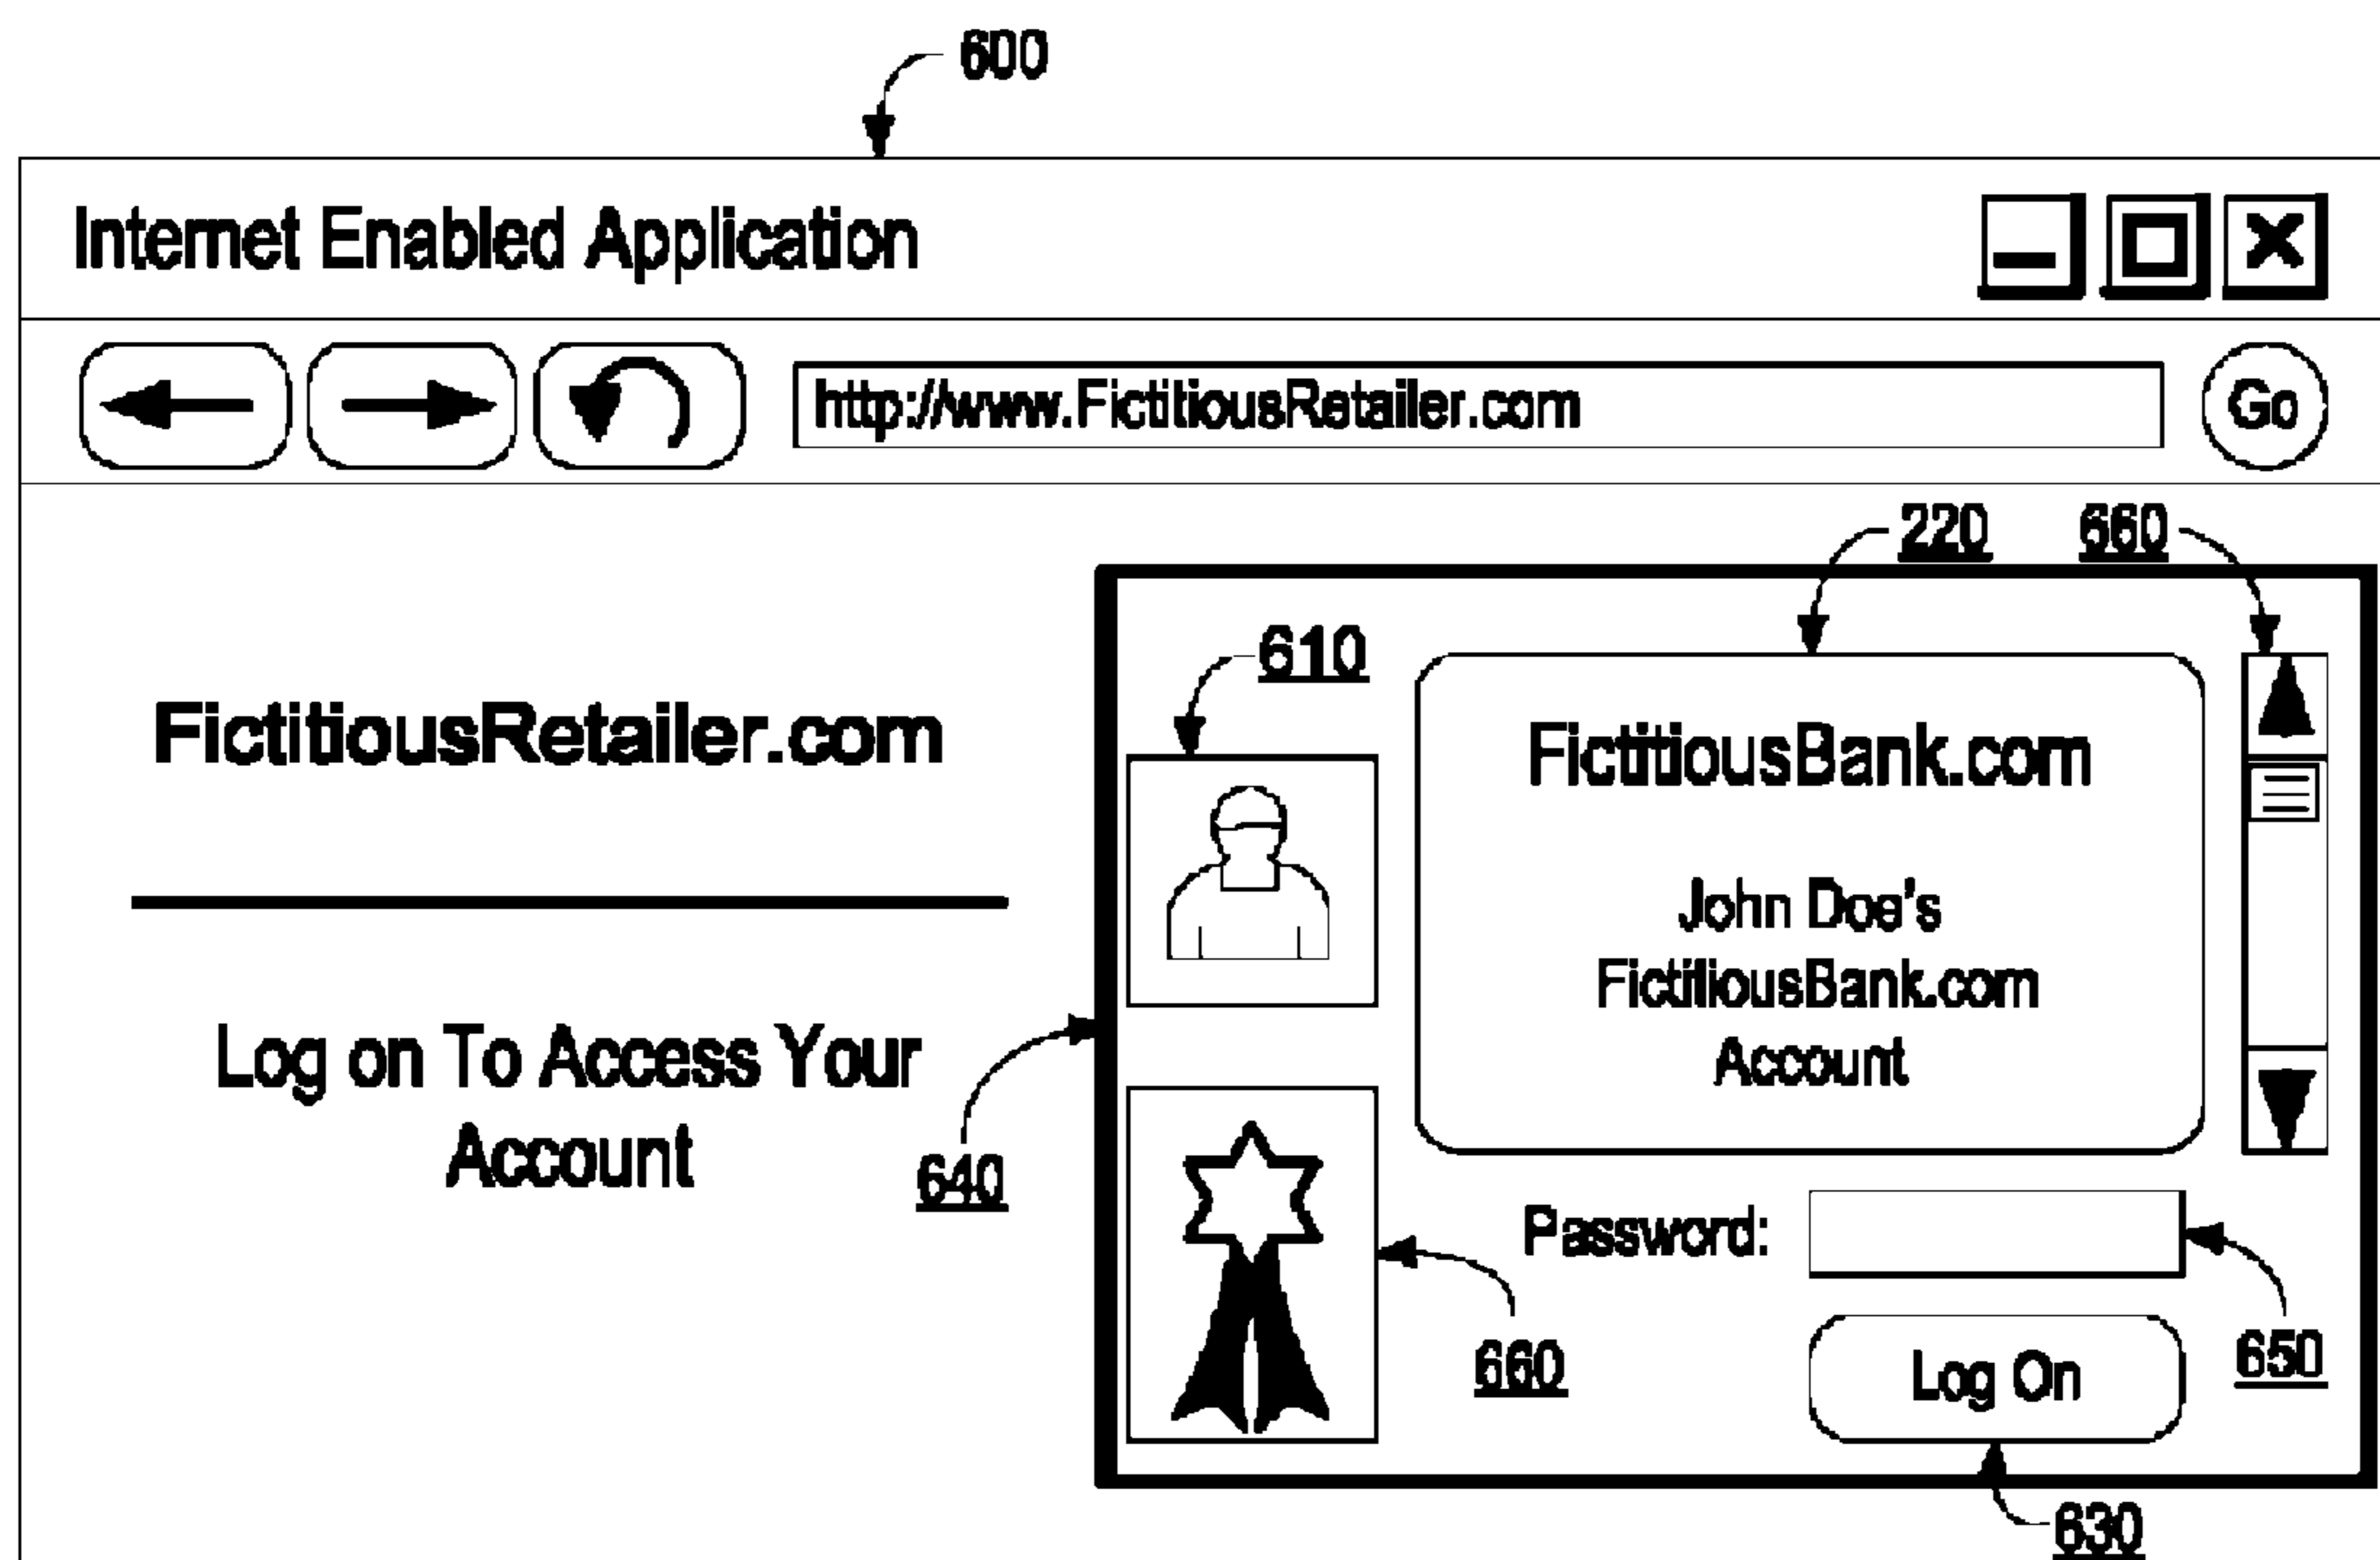 600
Internet Enabled Application
http://www.FictitiousRetailer.com
Go
220
660
610
FictitiousRetailer.com
FictitiousBank.com
John Doe's
FictitiousBank.com
Account
Log on To Access Your
Account
640
Password:
660
650
Log On
630